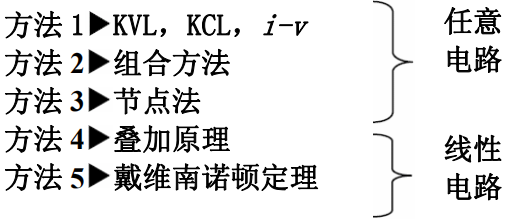 方法 1▶KVL，KCL，i-v
方法 2▶组合方法
方法 3▶节点法
方法 4▶叠加原理
方法 5▶戴维南诺顿定理
任意
电路
线性
电路